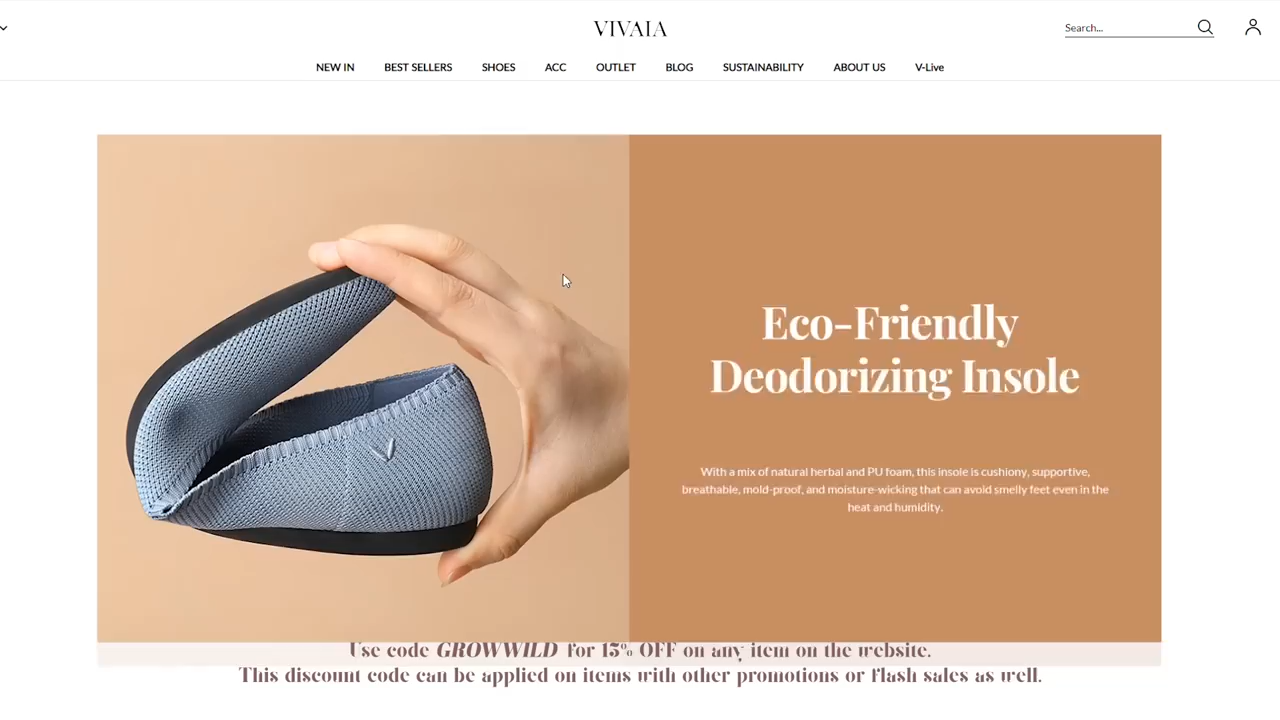 VIVAIA
Search...
NEW IN BEST SELLERS SHOES ACC OUTLET BLOG SUSTAINABILITY ABOUT US V-Live
Eco-Friendly
Deodorizing Insole
With a mix of natural herbal and PU foam, this insole is cushiony, supportive,
breathable, mold-proof, and moisture-wicking that can avoid smelly feet even in the
heat and humidity.
Use code GROWWILD for 15% OFF on any item on the website.
This discount code can be applied on items with other promotions or flash sales as well.